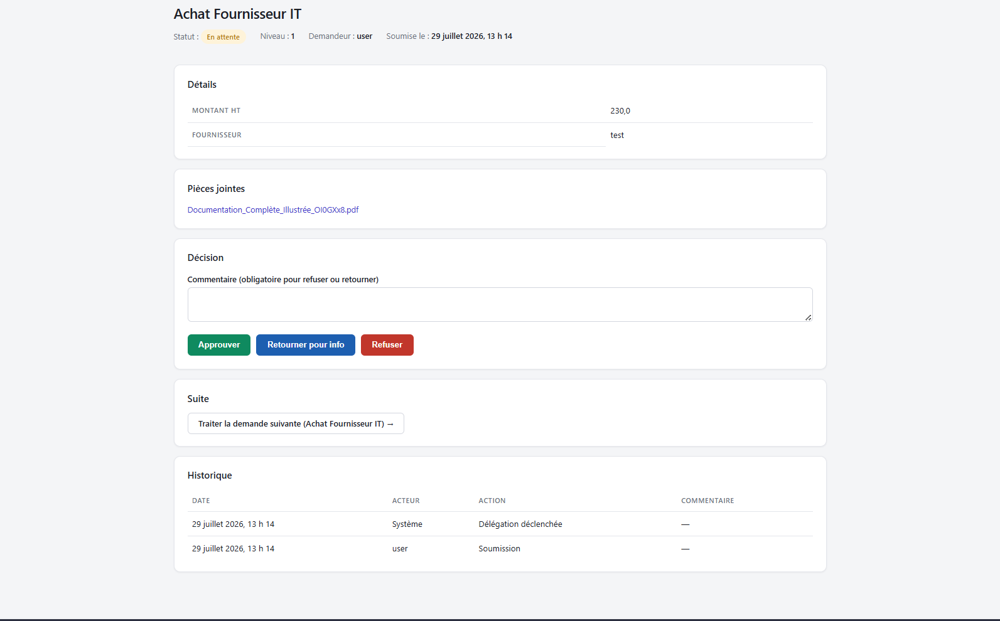 Achat Fournisseur IT
Statut : En attente Niveau : 1 Demandeur : user Soumise le : 29 juillet 2026, 13 h 14
Détails
MONTANT HT 230,0
FOURNISSEUR test
Pièces jointes
Documentation_Complète_Illustrée_OI0GXx8.pdf
Décision
Commentaire (obligatoire pour refuser ou retourner)
Approuver Retourner pour info Refuser
Suite
Traiter la demande suivante (Achat Fournisseur IT) →
Historique
DATE ACTEUR ACTION COMMENTAIRE
29 juillet 2026, 13 h 14 Système Délégation déclenchée —
29 juillet 2026, 13 h 14 user Soumission —